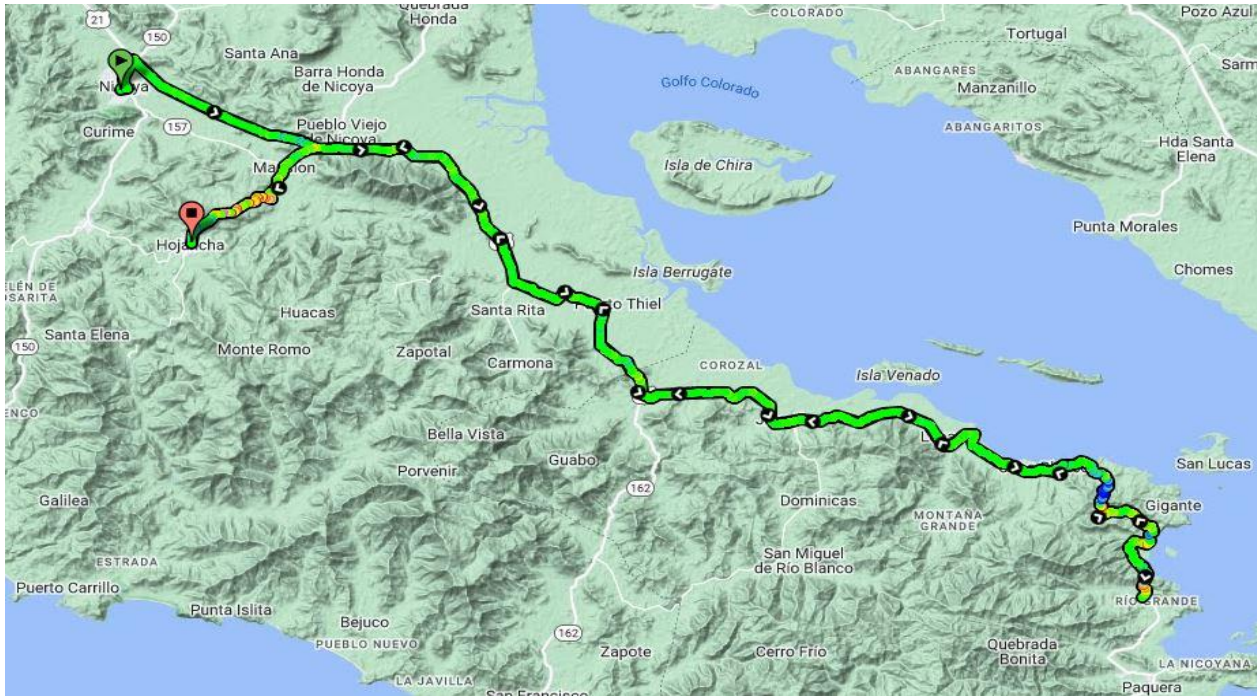 COLORADO
Pozo Azul
21
150
Quebrada
Honda
Santa Ana
Tortugal
Barra Honda
de Nicoya
ABANGARES
Manzanillo
Golfo Colorado
Curime
157
Pueblo Viejo
de Nicoya
ABANGARITOS
Hda Santa
Elena
Isla de Chira
Hojancha
Punta Morales
Isla Berrugate
Chomes
Huacas
Santa Rita
Santa Elena
150
Monte Romo
Zapotal
Carmona
COROZAL
Isla Venado
Bella Vista
Guabo
San Lucas
Porvenir
162
Galilea
Dominicas
Gigante
MONTAÑA
GRANDE
ESTRADA
San Miguel
de Río Blanco
Puerto Carrillo
Punta Islita
RÍO GRANDE
Bejuco
162
PUEBLO NUEVO
Zapote
Cerro Frío
Quebrada
Bonita
LA NICOYANA
LA JAVILLA
Paquera